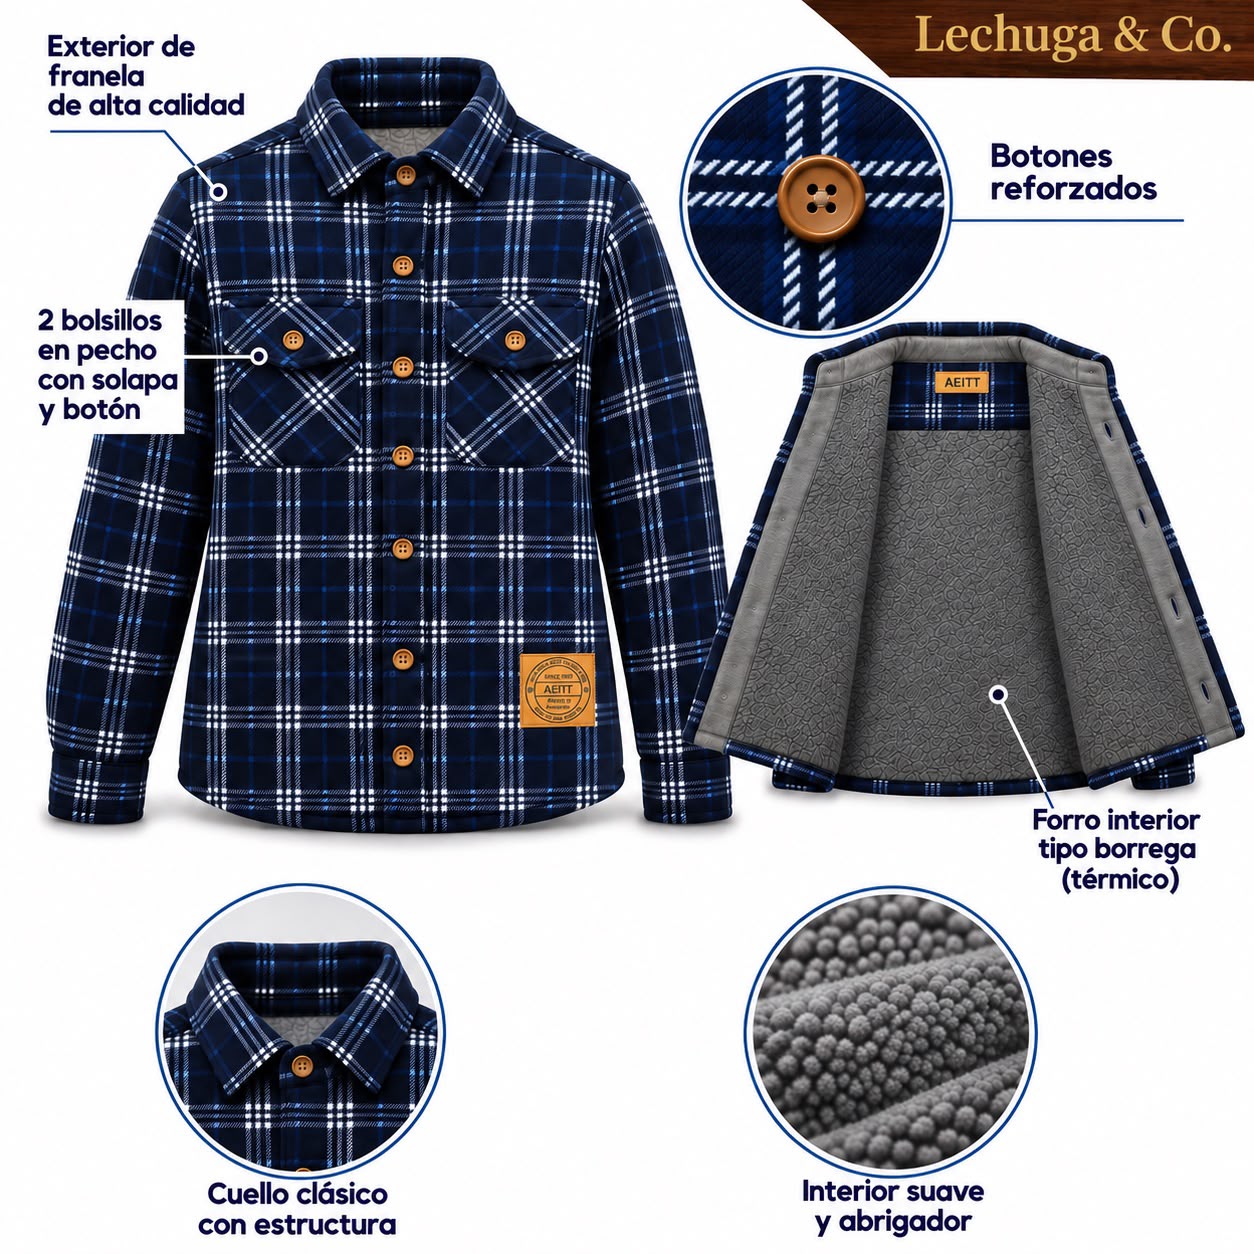 Lechuga & Co.
Exterior de
franela
de alta calidad
Botones
reforzados
2 bolsillos
en pecho
con solapa
y botón
AEITT
AEITT
Forro interior
tipo borrega
(térmico)
Cuello clásico
con estructura
Interior suave
y abrigador